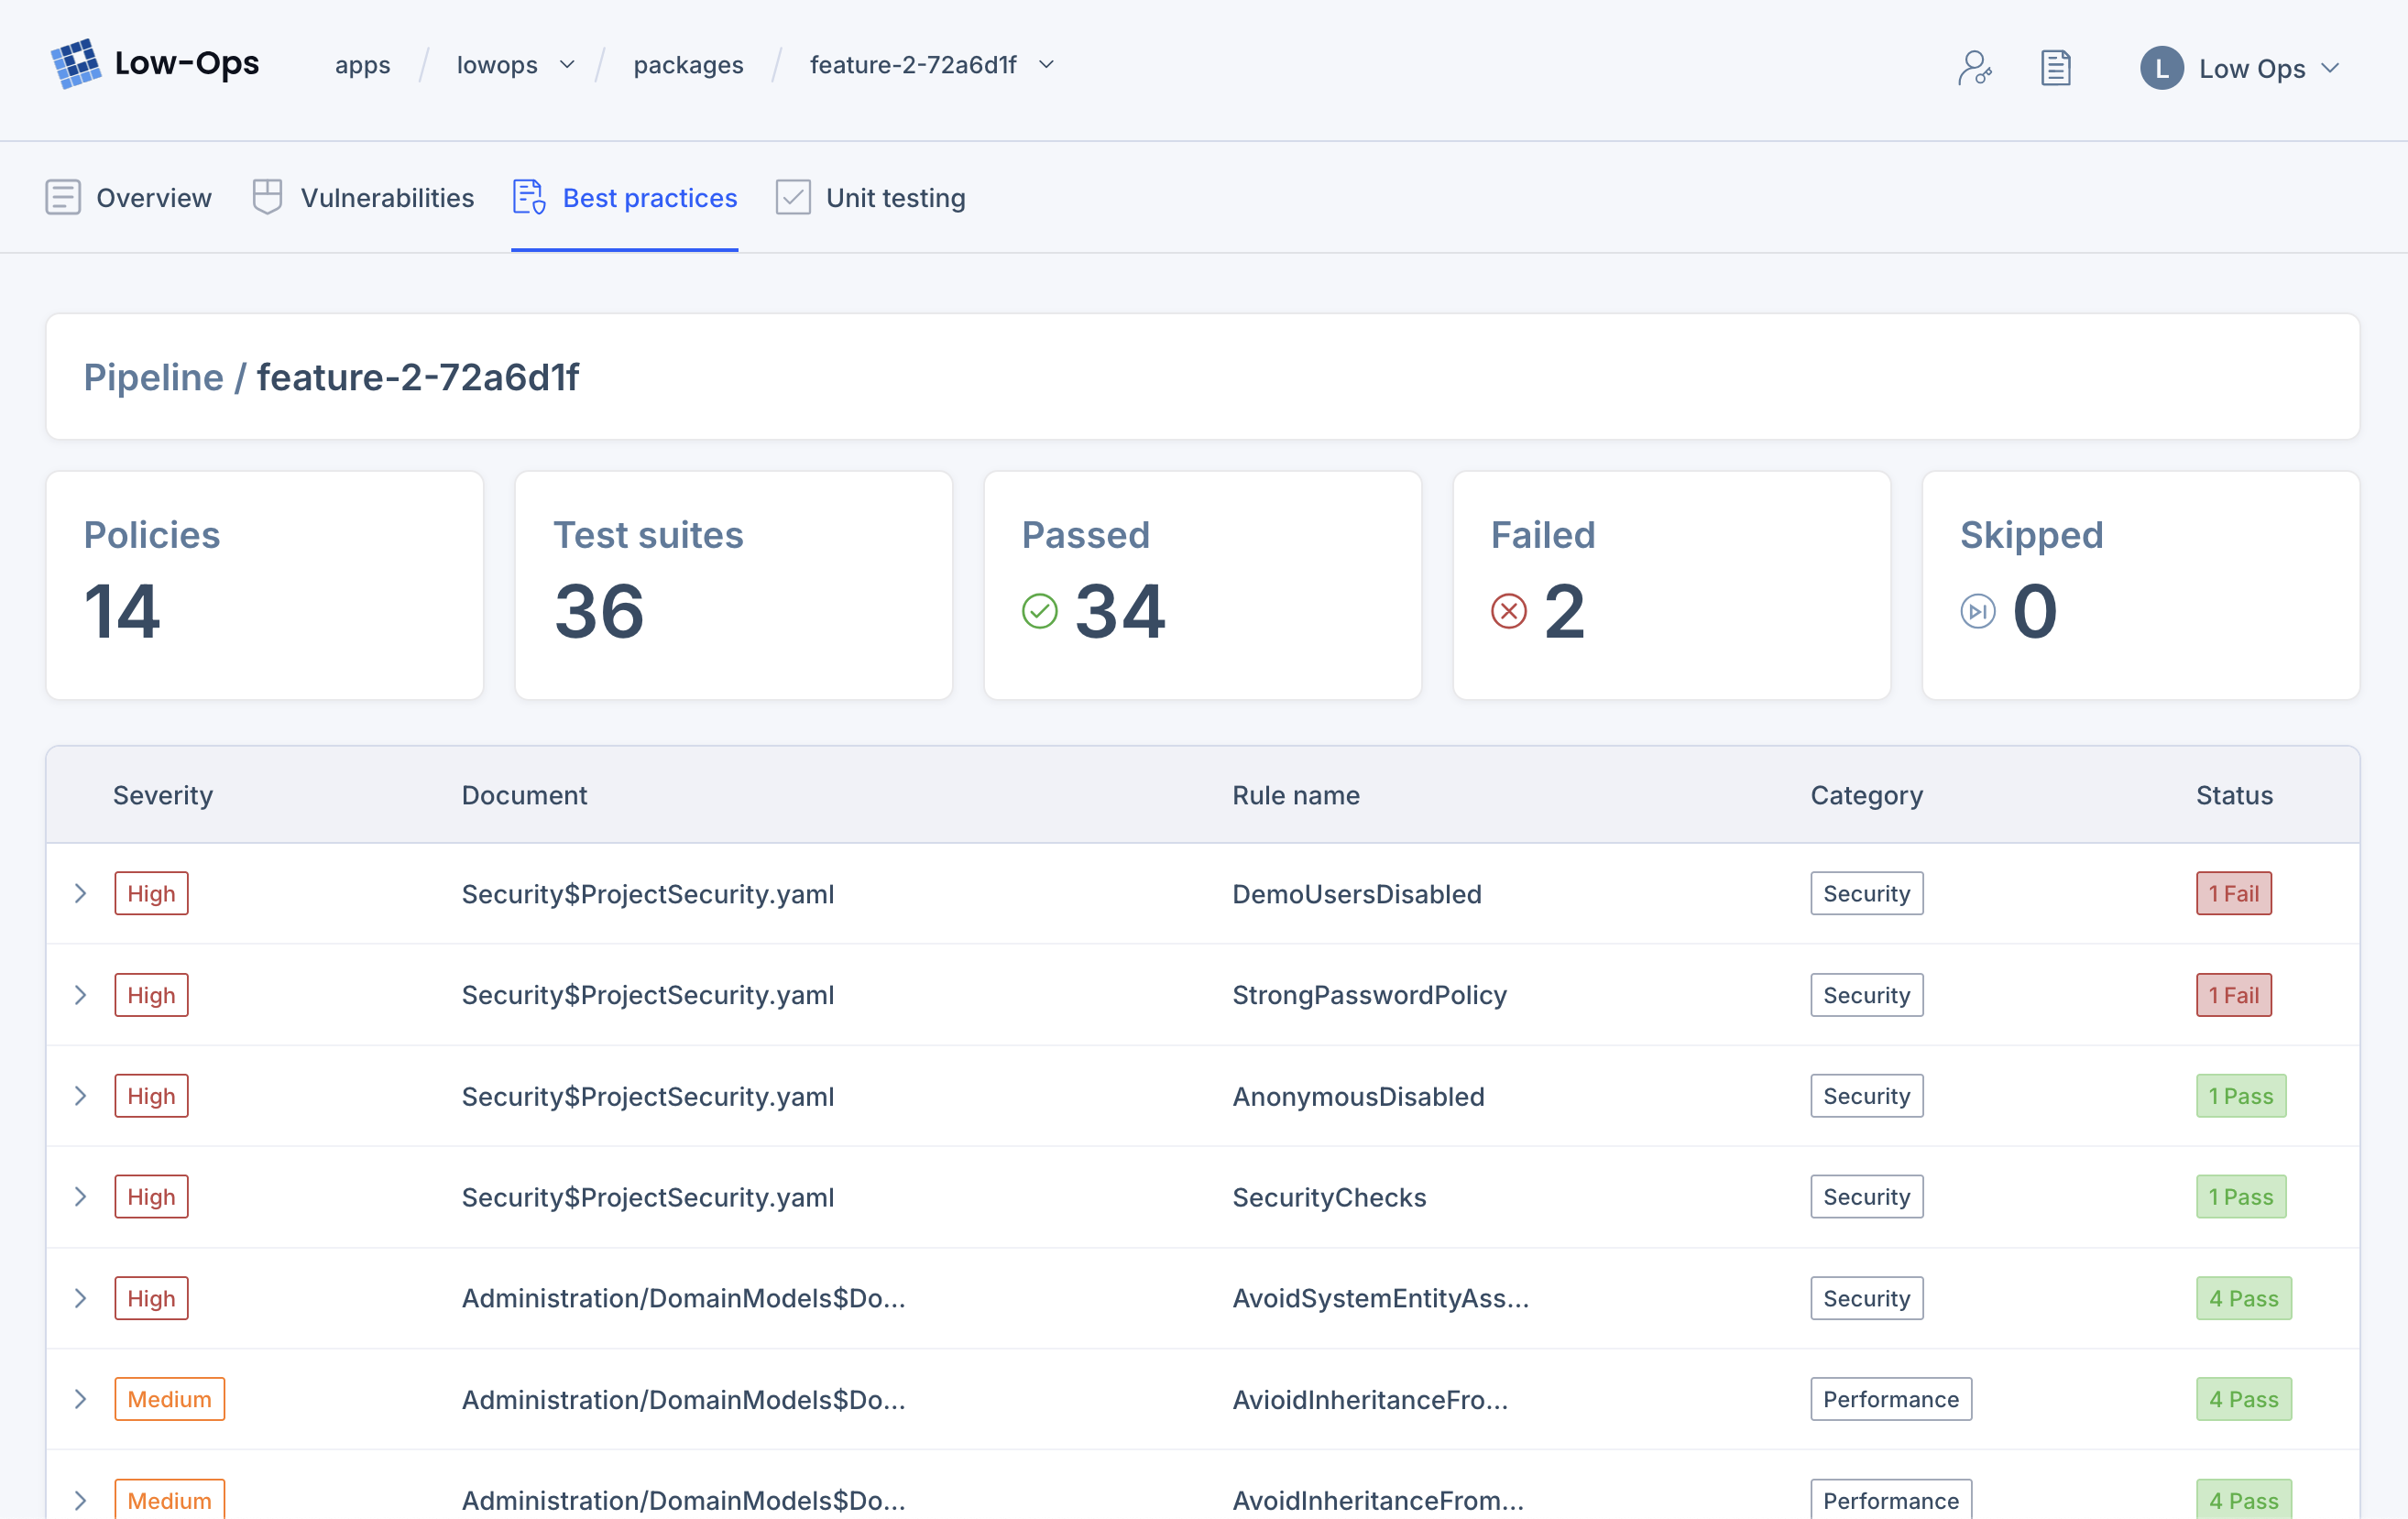 Low-Ops apps / lowops / packages / feature-2-72a6d1f L Low Ops
Overview Vulnerabilities Best practices Unit testing
Pipeline / feature-2-72a6d1f
Policies Test suites Passed Failed Skipped
14 36 34 2 0
Severity Document Rule name Category Status
High Security$ProjectSecurity.yaml DemoUsersDisabled Security 1 Fail
High Security$ProjectSecurity.yaml StrongPasswordPolicy Security 1 Fail
High Security$ProjectSecurity.yaml AnonymousDisabled Security 1 Pass
High Security$ProjectSecurity.yaml SecurityChecks Security 1 Pass
High Administration/DomainModels$Do... AvoidSystemEntityAss... Security 4 Pass
Medium Administration/DomainModels$Do... AvioidInheritanceFro... Performance 4 Pass
Medium Administration/DomainModels$Do... AvoidInheritanceFrom... Performance 4 Pass